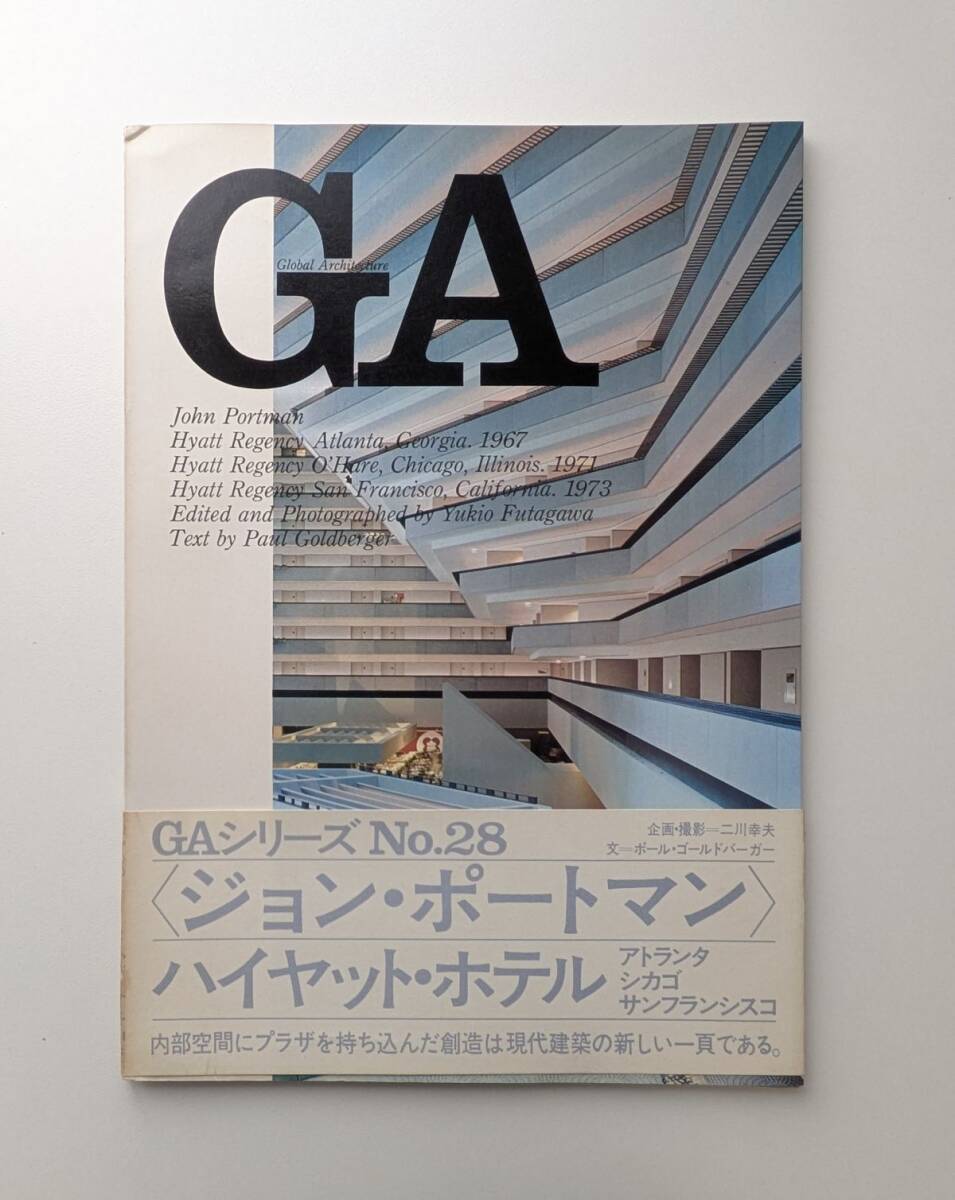 GA
Global Architecture
John Portman
Hyatt Regency Atlanta, Georgia. 1967
Hyatt Regency O'Hare, Chicago, Illinois. 1971
Hyatt Regency San Francisco, California. 1973
Edited and Photographed by Yukio Futagawa
Text by Paul Goldberger
GAシリーズ No.28
企画・撮影=二川幸夫
文=ポール・ゴールドバーガー
〈ジョン・ポートマン〉
ハイヤット・ホテル
アトランタ
シカゴ
サンフランシスコ
内部空間にプラザを持ち込んだ創造は現代建築の新しい一頁である。